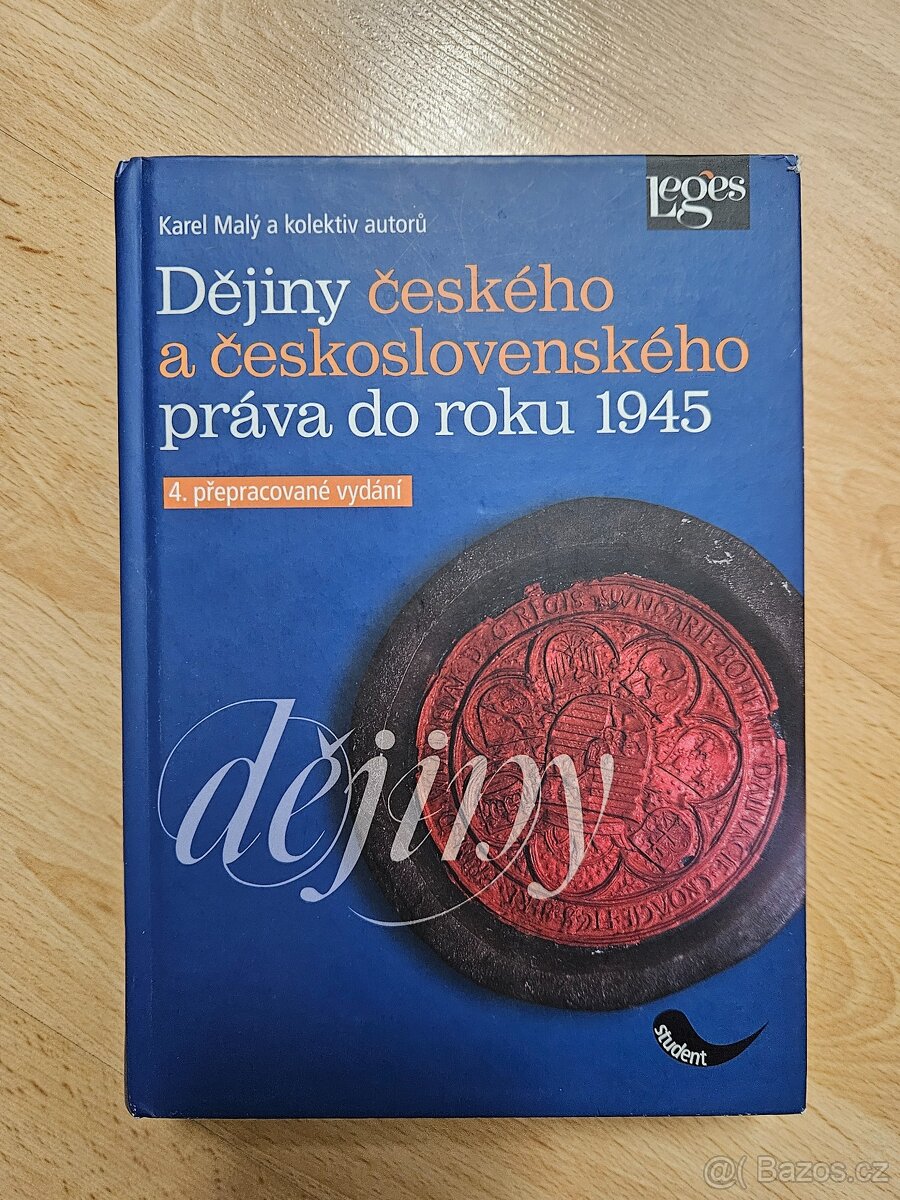 Leges
Karel Malý a kolektiv autorů
Dějiny českého
a československého
práva do roku 1945
4. přepracované vydání
dějiny
REGIS
student
@( Bazos.cz